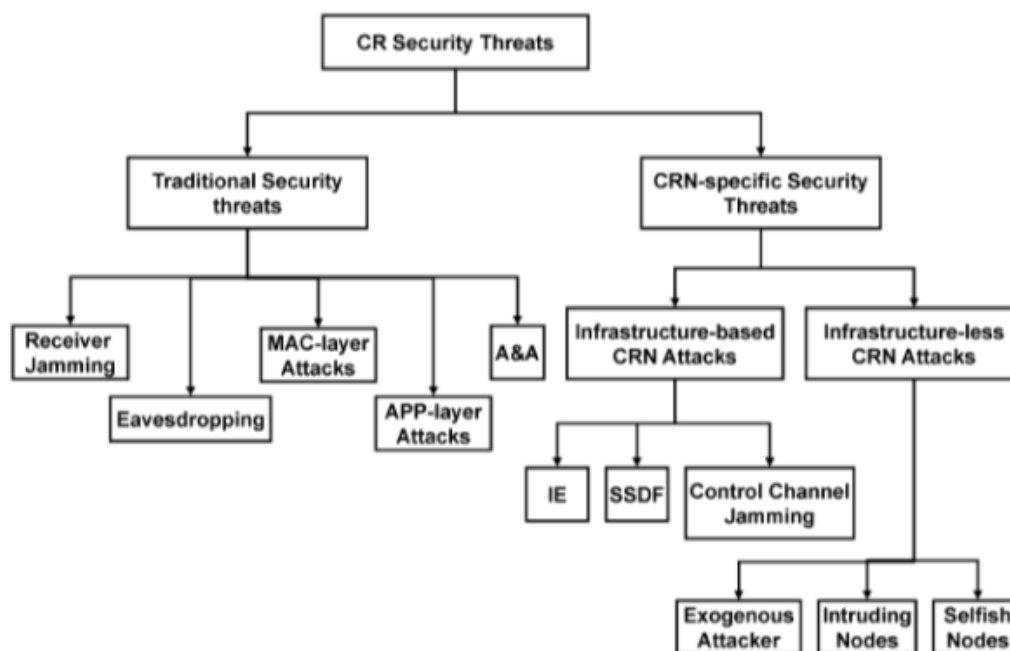 CR Security Threats
Traditional Security
threats
CRN-specific Security
Threats
Receiver
Jamming
Eavesdropping
MAC-layer
Attacks
APP-layer
Attacks
A&A
Infrastructure-based
CRN Attacks
Infrastructure-less
CRN Attacks
IE
SSDF
Control Channel
Jamming
Exogenous
Attacker
Intruding
Nodes
Selfish
Nodes